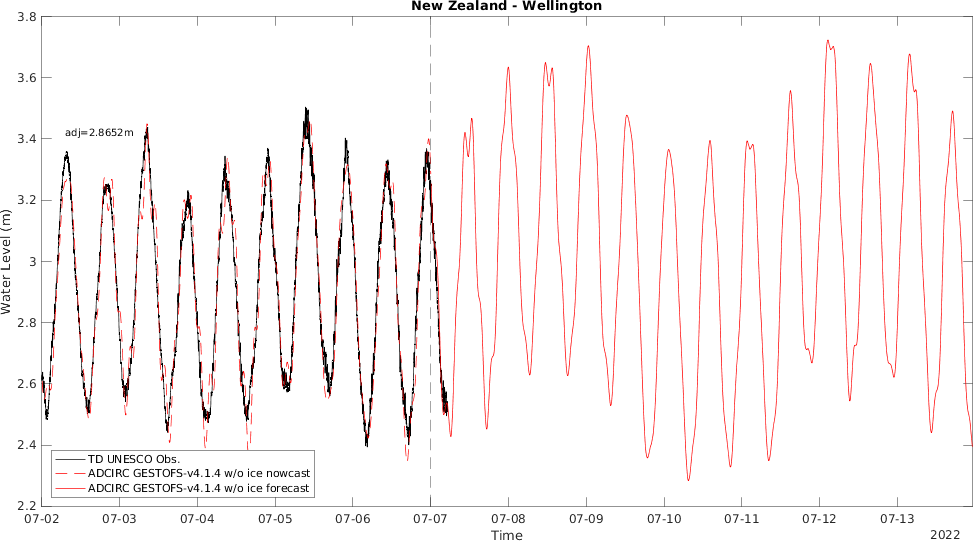 New Zealand - Wellington
3.8
3.6
3.4
3.2
3
2.8
2.6
2.4
2.2
Water Level (m)
adj=2.8652m
TD UNESCO Obs.
ADCIRC GESTOFS-v4.1.4 w/o ice nowcast
ADCIRC GESTOFS-v4.1.4 w/o ice forecast
07-02 07-03 07-04 07-05 07-06 07-07 07-08 07-09 07-10 07-11 07-12 07-13
Time
2022